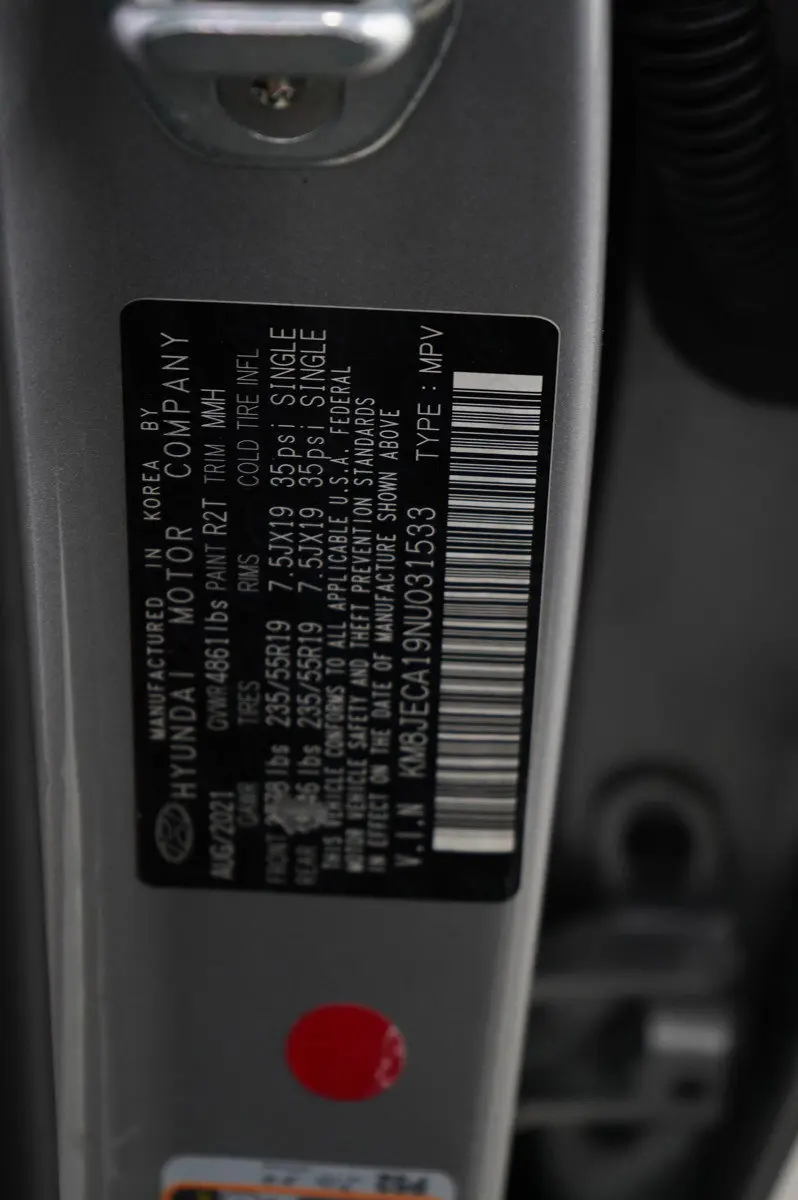 MANUFACTURED IN KOREA BY
HYUNDAI MOTOR COMPANY
AUG/2021 GVWR 4861lbs PAINT R2T TRIM MMH
GAWR TIRES RIMS COLD TIRE INFL
FRONT lbs 235/55R19 7.5JX19 35psi SINGLE
REAR lbs 235/55R19 7.5JX19 35psi SINGLE
THIS VEHICLE CONFORMS TO ALL APPLICABLE U.S.A. FEDERAL
MOTOR VEHICLE SAFETY AND THEFT PREVENTION STANDARDS
IN EFFECT ON THE DATE OF MANUFACTURE SHOWN ABOVE
V.I.N KM8JECA19NU031533 TYPE : MPV